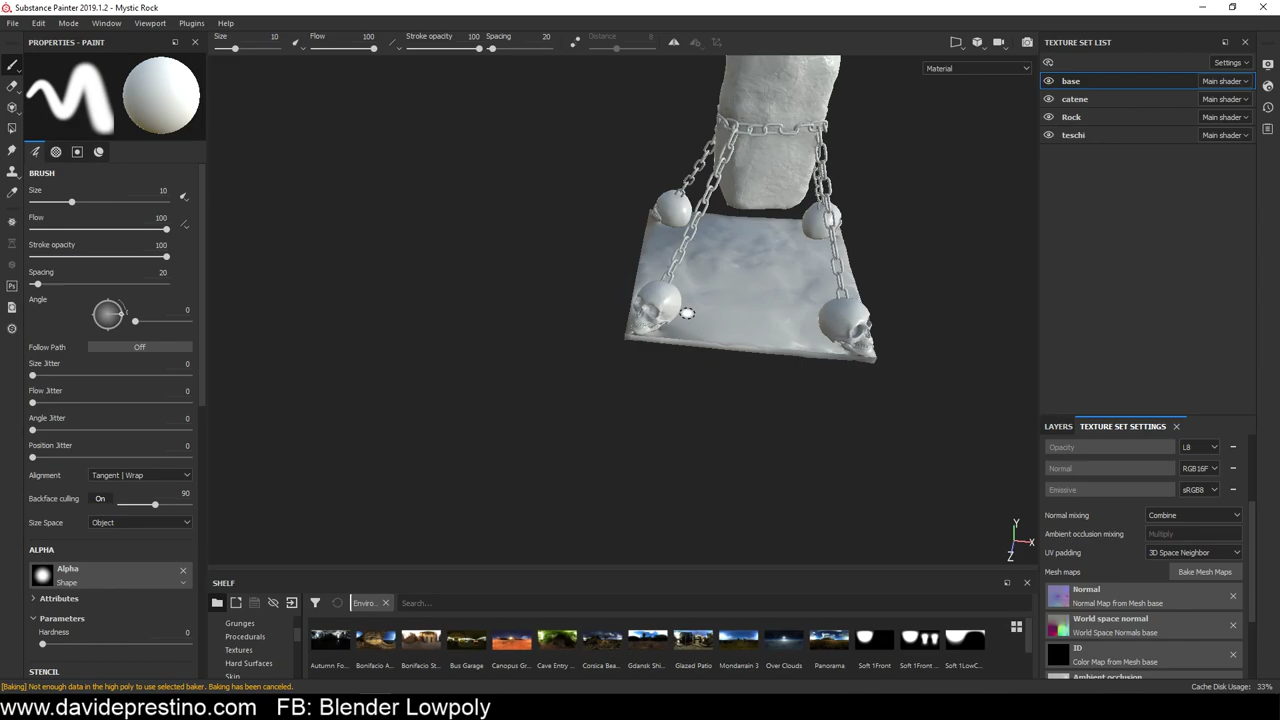 Substance Painter 2019.1.2 - Mystic Rock
File Edit Mode Window Viewport Plugins Help
PROPERTIES - PAINT
Size 10 Flow 100 Stroke opacity 100 Spacing 20 Distance 8
Material
BRUSH
Size 10
Flow 100
Stroke opacity 100
Spacing 20
Angle 0
Follow Path Off
Size Jitter 0
Flow Jitter 0
Angle Jitter 0
Position Jitter 0
Alignment Tangent | Wrap
Backface culling On 90
Size Space Object
ALPHA
Alpha
Shape
Attributes
Parameters
Hardness 0
STENCIL
Y
X
Z
SHELF
Enviro...
Search...
Grunges
Procedurals
Textures
Hard Surfaces
Skin
Autumn Fo... Bonifacio A... Bonifacio St... Bus Garage Canopus Gr... Cave Entry ... Corsica Bea... Gdansk Shi... Glazed Patio Mondarrain 3 Over Clouds Panorama Soft 1Front Soft 1Front ... Soft 1LowC...
TEXTURE SET LIST
Settings
base Main shader
catene Main shader
Rock Main shader
teschi Main shader
LAYERS TEXTURE SET SETTINGS
Opacity L8
Normal RGB16F
Emissive sRGB8
Normal mixing Combine
Ambient occlusion mixing Multiply
UV padding 3D Space Neighbor
Mesh maps Bake Mesh Maps
Normal
Normal Map from Mesh base
World space normal
World Space Normals base
ID
Color Map from Mesh base
Ambient occlusion
[Baking] Not enough data in the high poly to use selected baker. Baking has been canceled.
Cache Disk Usage: 33%
www.davideprestino.com FB: Blender Lowpoly